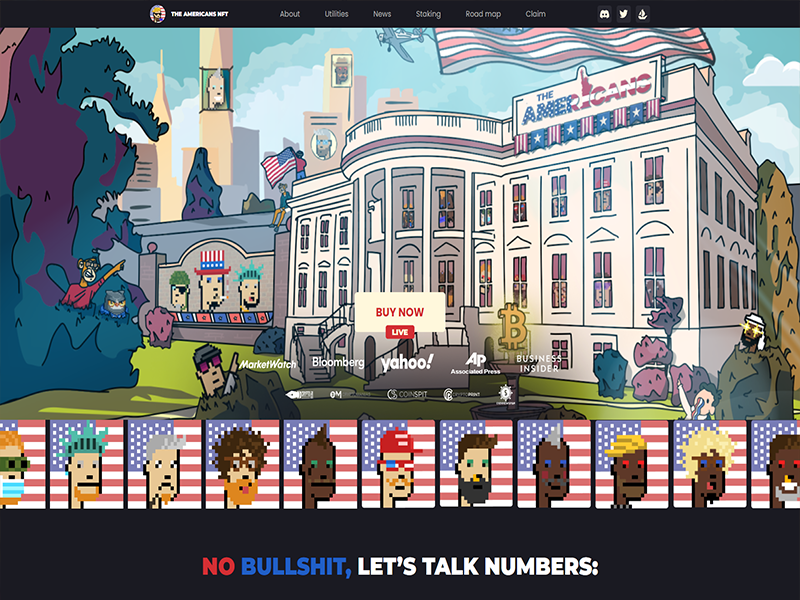 THE AMERICANS NFT
About
Utilities
News
Staking
Road map
Claim
THE
AMERICANS
BUY NOW
LIVE
MarketWatch
Bloomberg
yahoo!
AP
Associated Press
BUSINESS
INSIDER
COINSPIT
NO BULLSHIT, LET'S TALK NUMBERS: